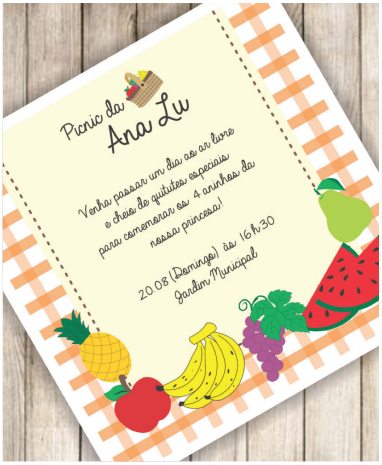 Picnic da
Ana Lu
Venha passar um dia ao ar livre
e cheio de quitutes especiais
para comemorar os 4 aninhos da
nossa princesa!
20.08 (Domingo) às 16h30
Jardim Municipal